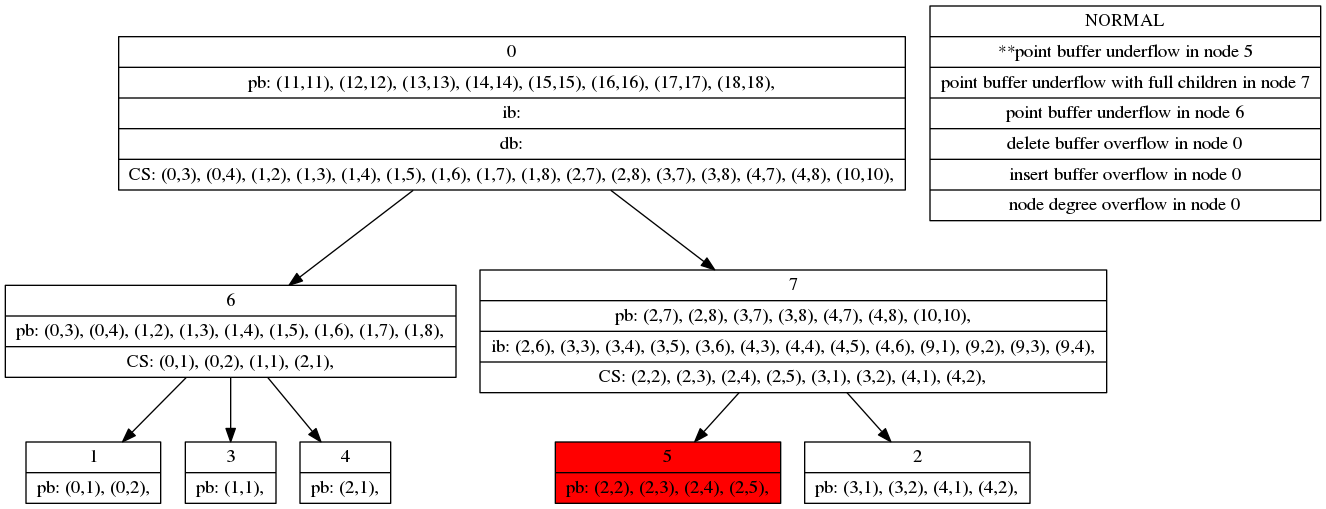 0
pb: (11,11), (12,12), (13,13), (14,14), (15,15), (16,16), (17,17), (18,18),
ib:
db:
CS: (0,3), (0,4), (1,2), (1,3), (1,4), (1,5), (1,6), (1,7), (1,8), (2,7), (2,8), (3,7), (3,8), (4,7), (4,8), (10,10),
NORMAL
**point buffer underflow in node 5
point buffer underflow with full children in node 7
point buffer underflow in node 6
delete buffer overflow in node 0
insert buffer overflow in node 0
node degree overflow in node 0
6
pb: (0,3), (0,4), (1,2), (1,3), (1,4), (1,5), (1,6), (1,7), (1,8),
CS: (0,1), (0,2), (1,1), (2,1),
7
pb: (2,7), (2,8), (3,7), (3,8), (4,7), (4,8), (10,10),
ib: (2,6), (3,3), (3,4), (3,5), (3,6), (4,3), (4,4), (4,5), (4,6), (9,1), (9,2), (9,3), (9,4),
CS: (2,2), (2,3), (2,4), (2,5), (3,1), (3,2), (4,1), (4,2),
1
pb: (0,1), (0,2),
3
pb: (1,1),
4
pb: (2,1),
5
pb: (2,2), (2,3), (2,4), (2,5),
2
pb: (3,1), (3,2), (4,1), (4,2),